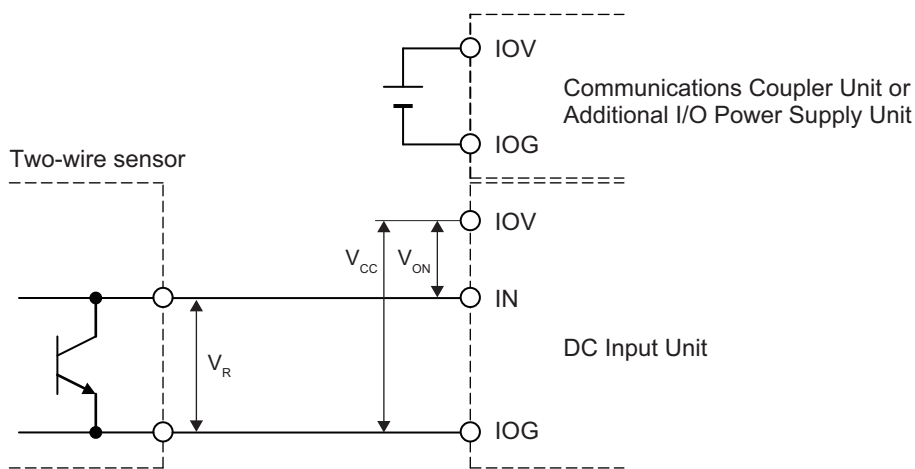 IOV
Communications Coupler Unit or
Additional I/O Power Supply Unit
IOG
Two-wire sensor
IOV
VCC
VON
IN
VR
DC Input Unit
IOG